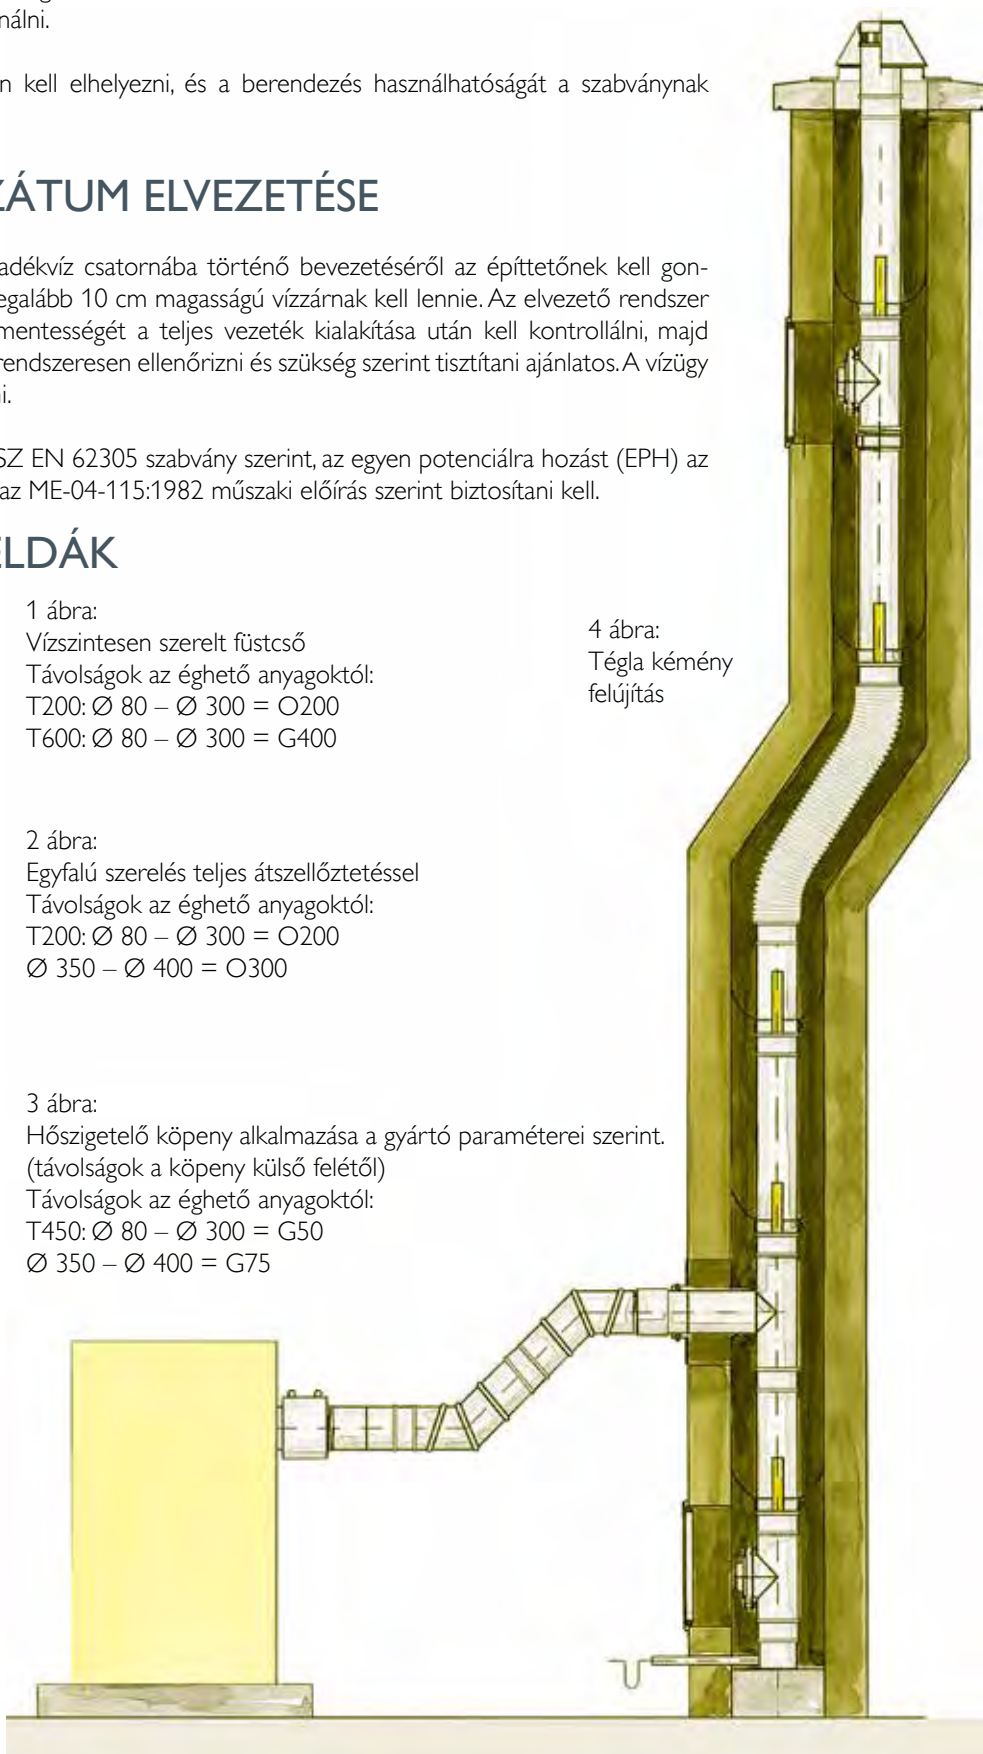 nálni.
n kell elhelyezni, és a berendezés használhatóságát a szabványnak
ZÁTUM ELVEZETÉSE
adékvíz csatornába történő bevezetéséről az építtetőnek kell gon-
egalább 10 cm magasságú vízzárnak kell lennie. Az elvezető rendszer
mentességét a teljes vezeték kialakítása után kell kontrollálni, majd
rendszeresen ellenőrizni és szükség szerint tisztítani ajánlatos. A vízügy
ni.
SZ EN 62305 szabvány szerint, az egyen potenciálra hozást (EPH) az
az ME-04-115:1982 műszaki előírás szerint biztosítani kell.
ÉLDÁK
1 ábra:
Vízszintesen szerelt füstcső
Távolságok az éghető anyagoktól:
T200: Ø 80 – Ø 300 = O200
T600: Ø 80 – Ø 300 = G400
4 ábra:
Tégla kémény
felújítás
2 ábra:
Egyfalú szerelés teljes átszellőztetéssel
Távolságok az éghető anyagoktól:
T200: Ø 80 – Ø 300 = O200
Ø 350 – Ø 400 = O300
3 ábra:
Hőszigetelő köpeny alkalmazása a gyártó paraméterei szerint.
(távolságok a köpeny külső felétől)
Távolságok az éghető anyagoktól:
T450: Ø 80 – Ø 300 = G50
Ø 350 – Ø 400 = G75